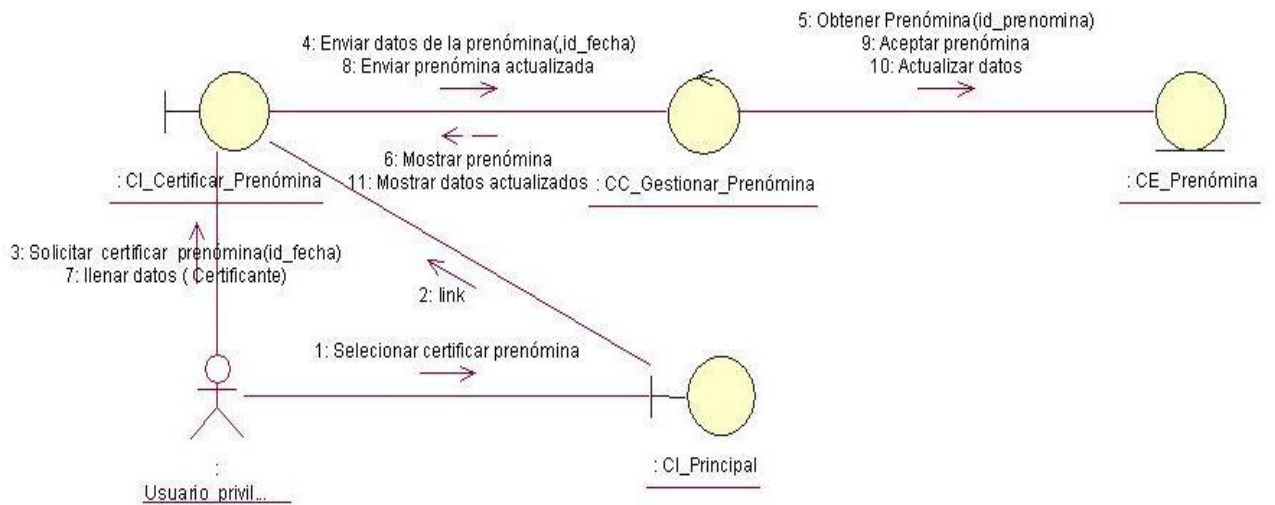 5: Obtener Prenómina(id_prenomina)
4: Enviar datos de la prenómina(,id_fecha)
9: Aceptar prenómina
8: Enviar prenómina actualizada
10: Actualizar datos
6: Mostrar prenómina
11: Mostrar datos actualizados
: CI_Certificar_Prenómina
: CC_Gestionar_Prenómina
: CE_Prenómina
3: Solicitar certificar prenómina(id_fecha)
7: llenar datos ( Certificante)
2: link
1: Selecionar certificar prenómina
: CI_Principal
:
Usuario privil...